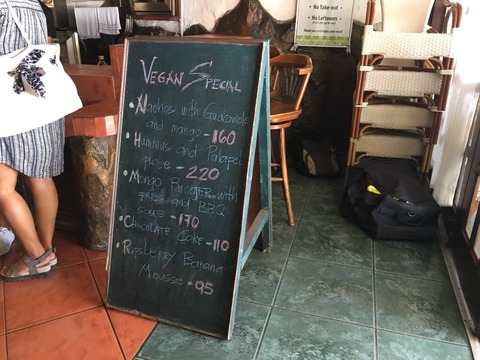 VEGAN SPECIAL
• Nachos with Guacamole
and mango - 160
• Hummus and Falafel
plate - 220
• Mongo Burger with
FRIES and BBQ
sauce - 170
• CHOCOLATE Cake - 110
• RASPBERRY Banana
Mousse - 95
No Take-out
No Leftovers